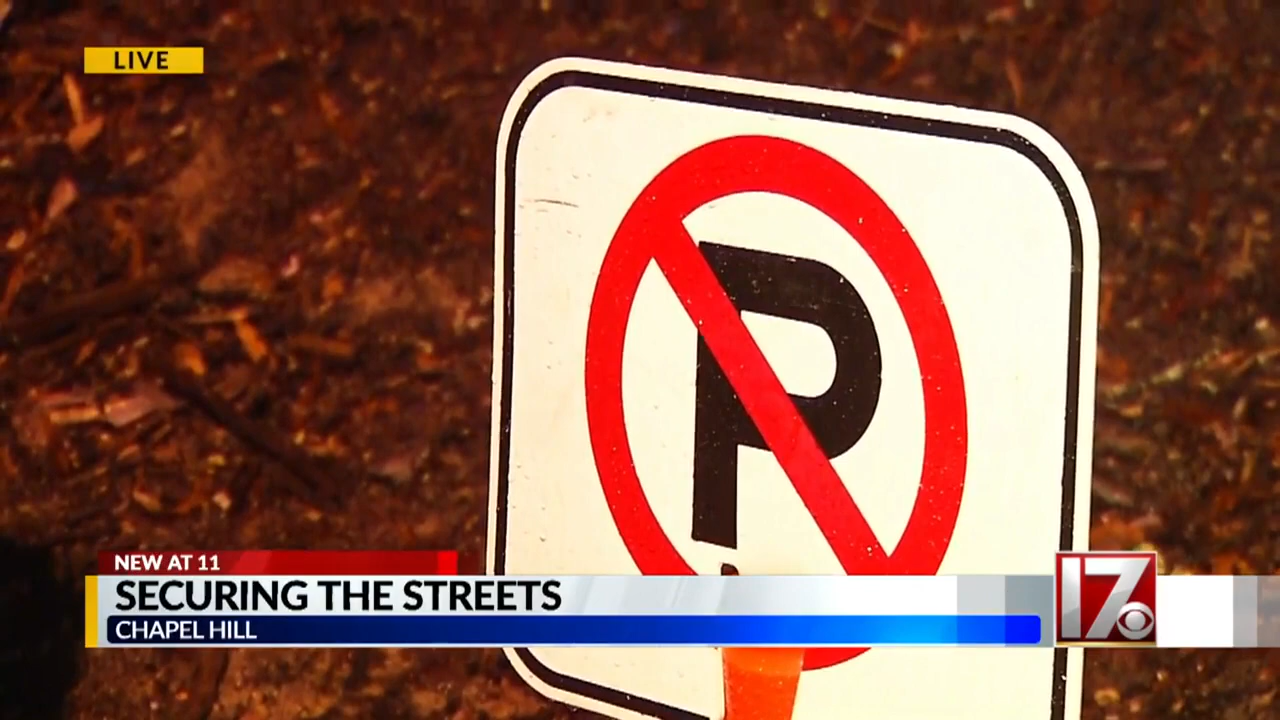 LIVE
P
NEW AT 11
SECURING THE STREETS
CHAPEL HILL
17